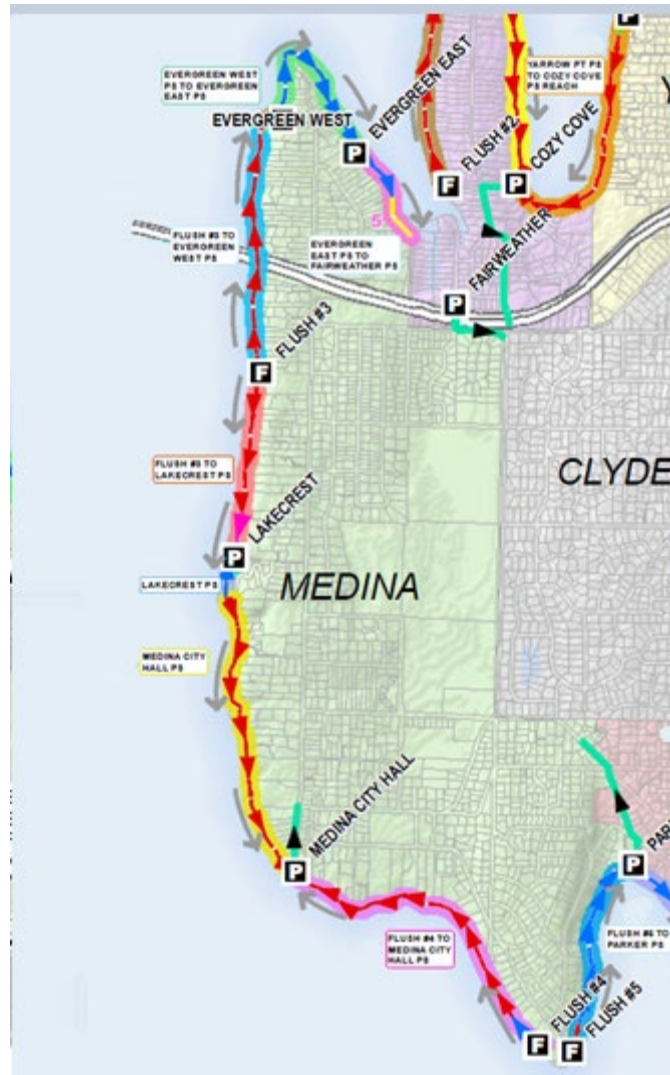 P
EVERGREEN WEST
PS TO EVERGREEN
EAST PS
EVERGREEN WEST
EVERGREEN EAST
P
FLUSH #2
F
YARROW PT PS
TO COZY COVE
PS REACH
COZY COVE
P
5
FLUSH #3 TO
EVERGREEN
WEST PS
EVERGREEN
EAST PS TO
FAIRWEATHER PS
FAIRWEATHER
P
FLUSH #3
F
FLUSH #3 TO
LAKECREST PS
LAKECREST
P
CLYDE
LAKECREST PS
MEDINA
MEDINA CITY
HALL PS
MEDINA CITY HALL
P
PAR
P
FLUSH #4 TO
MEDINA CITY
HALL PS
FLUSH #5 TO
PARKER PS
FLUSH #4
F
FLUSH #5
F